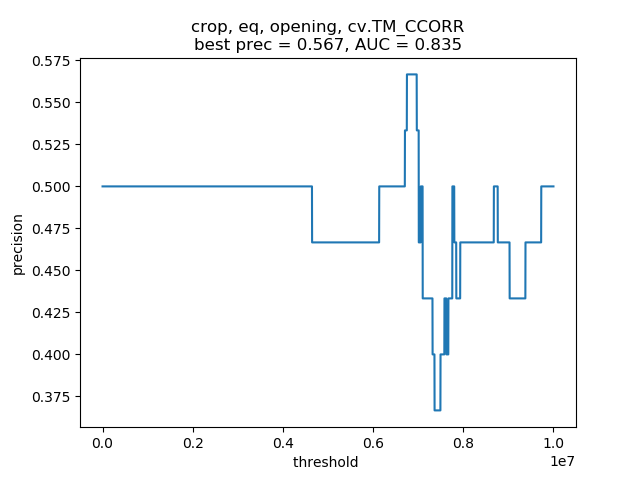 crop, eq, opening, cv.TM_CCORR
best prec = 0.567, AUC = 0.835
precision
0.575
0.550
0.525
0.500
0.475
0.450
0.425
0.400
0.375
0.0 0.2 0.4 0.6 0.8 1.0
1e7
threshold